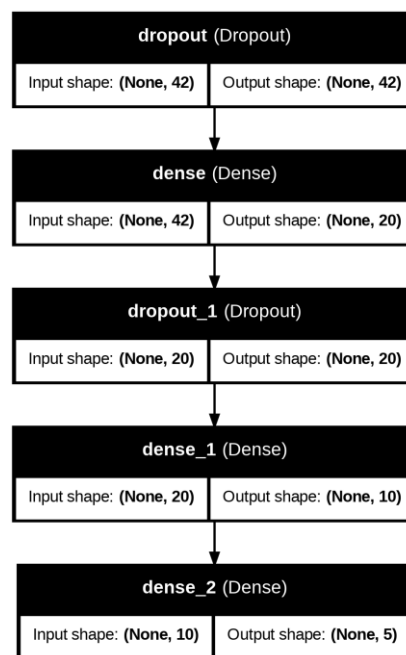 dropout (Dropout)
Input shape: (None, 42) Output shape: (None, 42)
dense (Dense)
Input shape: (None, 42) Output shape: (None, 20)
dropout_1 (Dropout)
Input shape: (None, 20) Output shape: (None, 20)
dense_1 (Dense)
Input shape: (None, 20) Output shape: (None, 10)
dense_2 (Dense)
Input shape: (None, 10) Output shape: (None, 5)